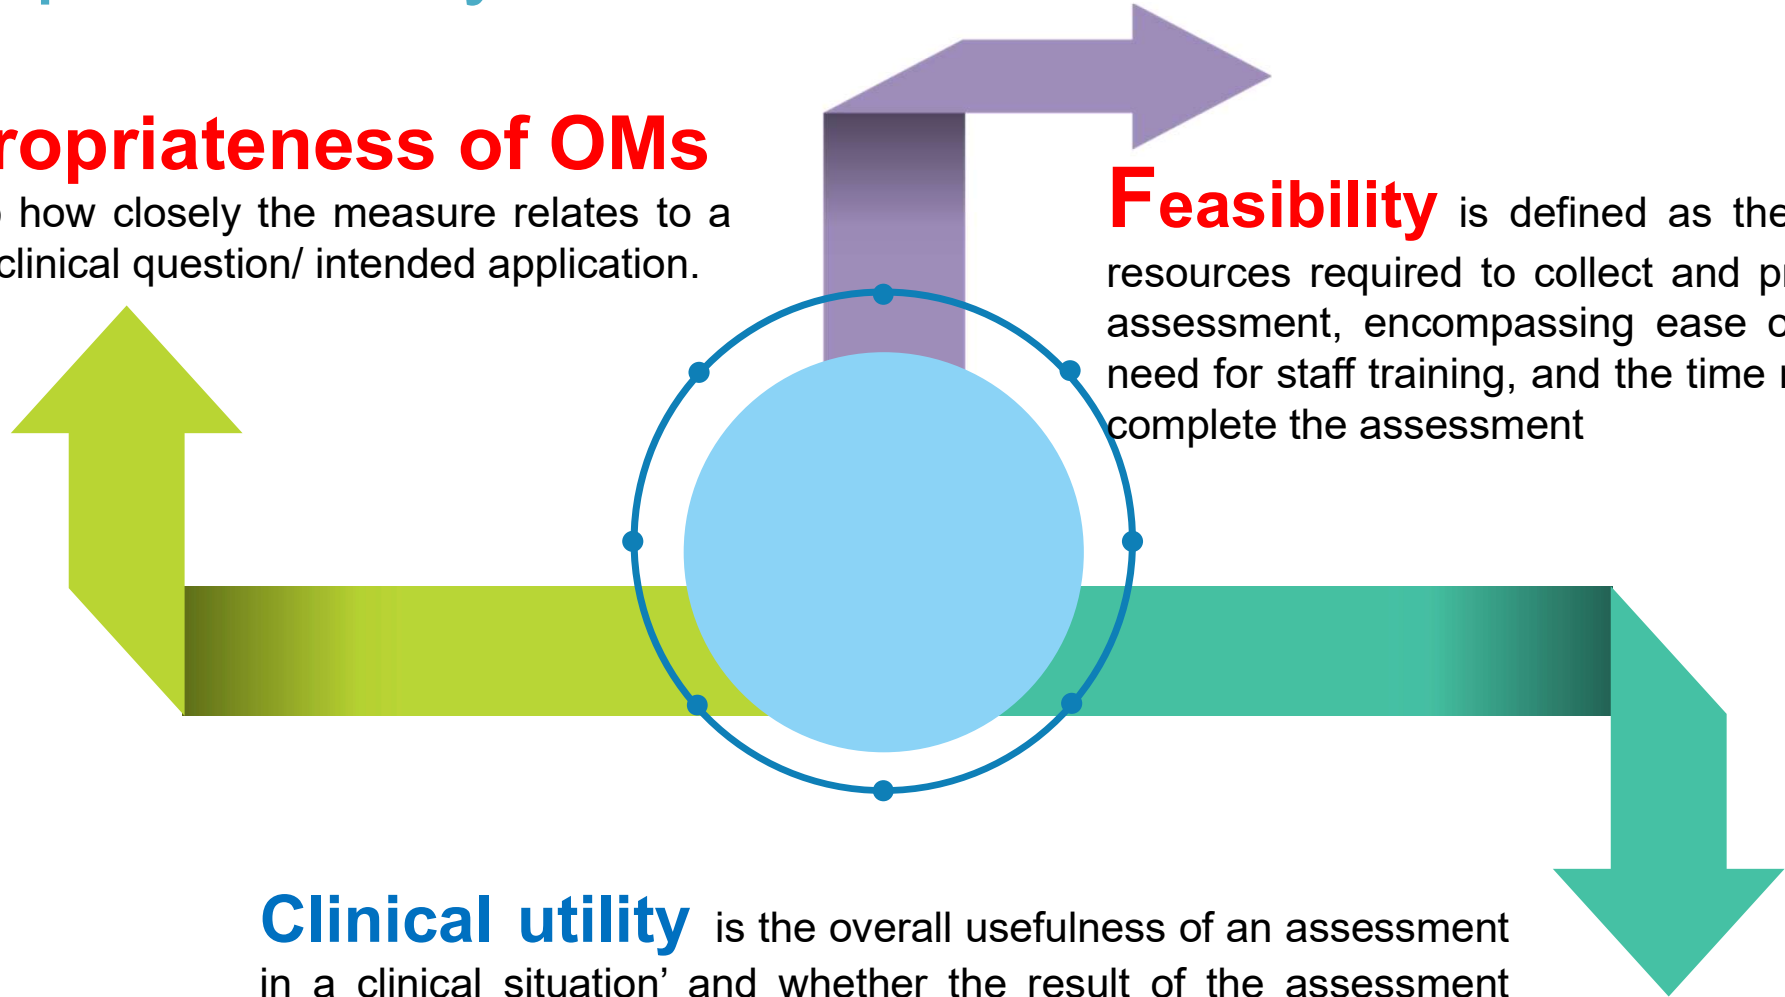 of OMs
how closely the measure relates to a
clinical question/ intended application.
Feasibility is defined as the
resources required to collect and
assessment, encompassing ease
need for staff training, and the time
complete the assessment
Clinical utility is the overall usefulness of an assessment
in a clinical situation’ and whether the result of the assessment